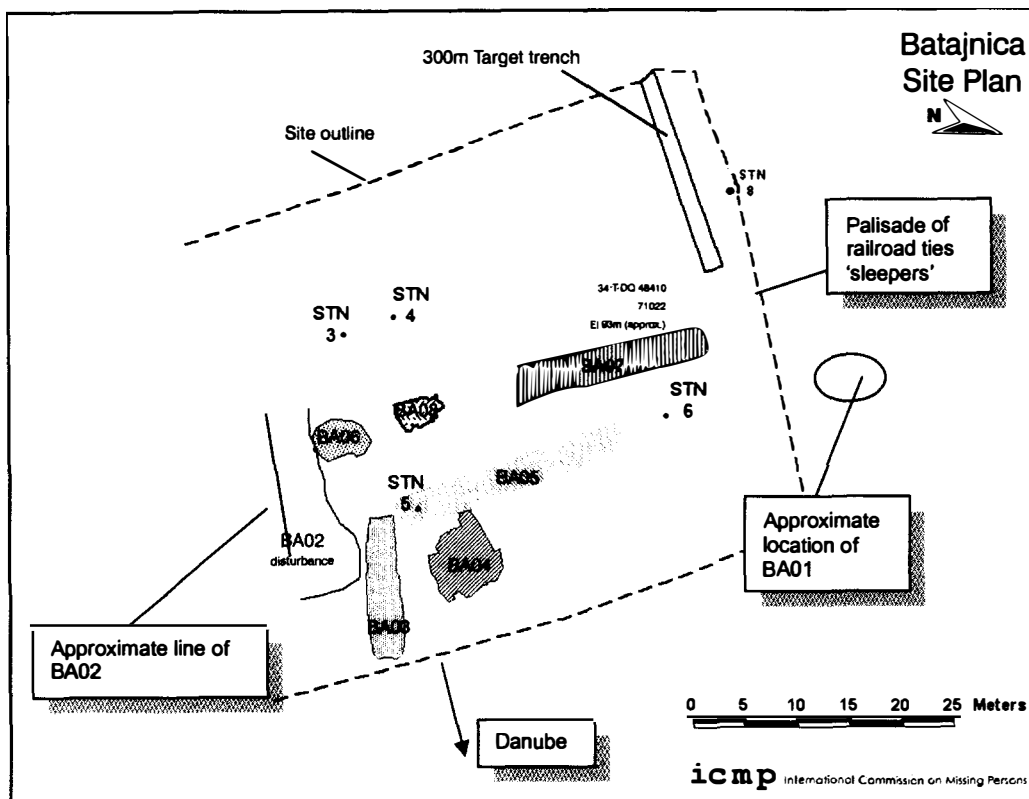 Batajnica
Site Plan
N
300m Target trench
Site outline
STN
8
Palisade of
railroad ties
‘sleepers’
34-T-DQ 48410
71022
El 93m (approx.)
STN
4
STN
3
BA07
STN
6
BA08
BA06
BA05
STN
5
BA02
disturbance
BA04
Approximate
location of
BA01
BA03
Approximate line of
BA02
Danube
0 5 10 15 20 25 Meters
icmp International Commission on Missing Persons